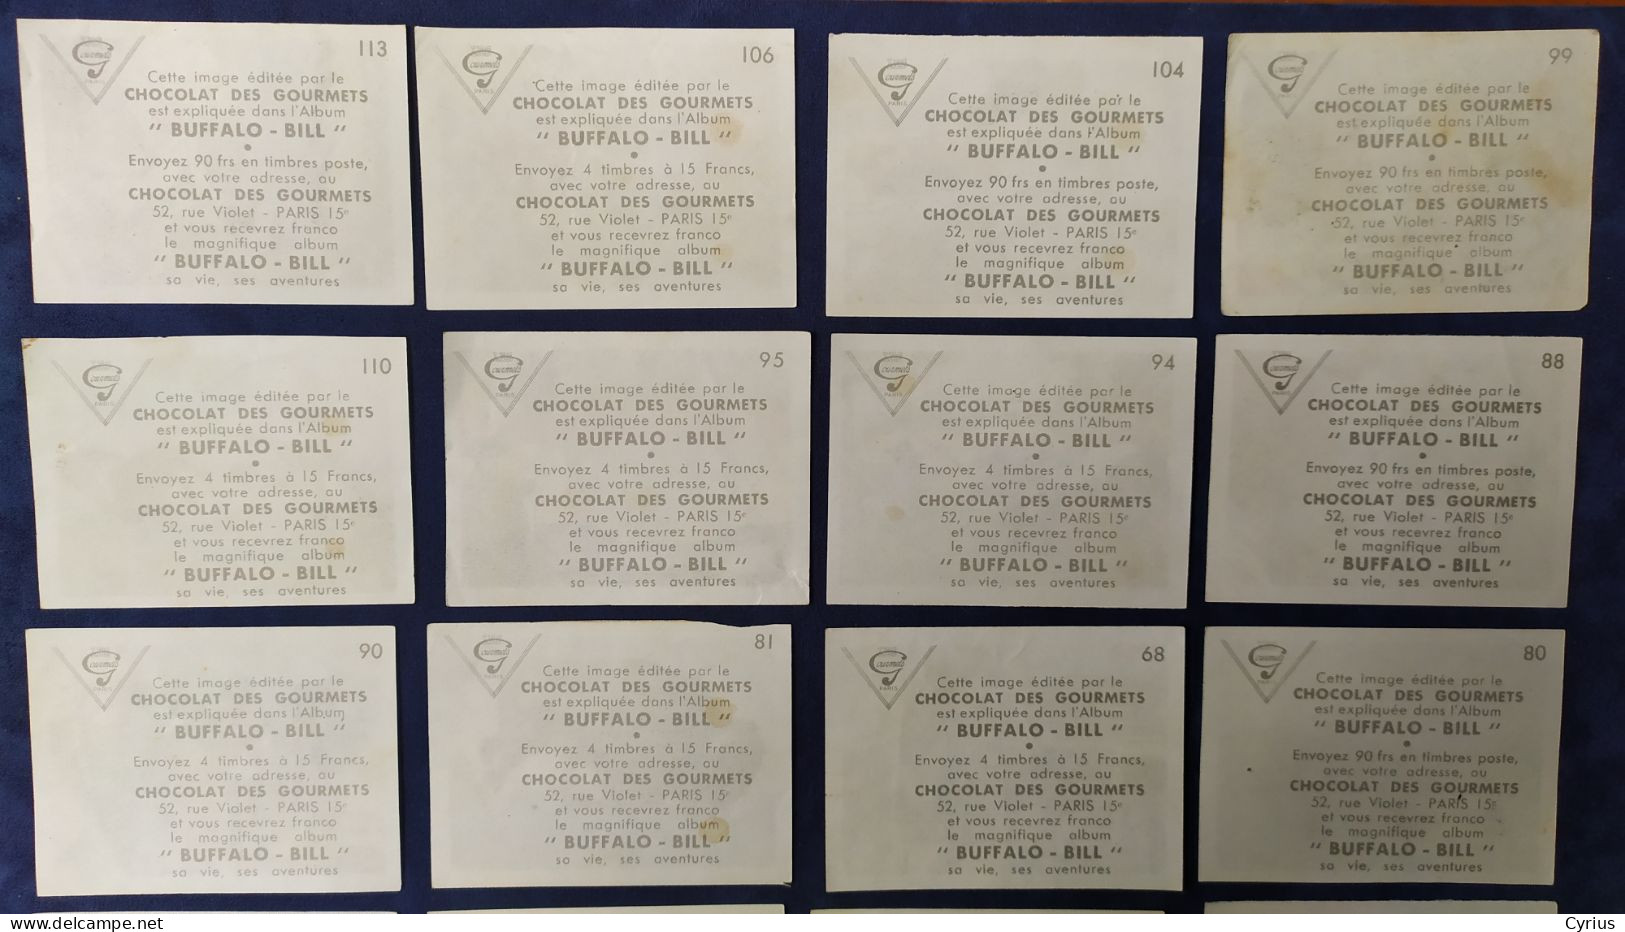 113
Gourmets
PARIS
Cette image éditée par le
CHOCOLAT DES GOURMETS
est expliquée dans l'Album
" BUFFALO - BILL "
•
Envoyez 90 frs en timbres poste,
avec votre adresse, au
CHOCOLAT DES GOURMETS
52, rue Violet - PARIS 15e
et vous recevrez franco
le magnifique album
" BUFFALO - BILL "
sa vie, ses aventures
106
Gourmets
PARIS
Cette image éditée par le
CHOCOLAT DES GOURMETS
est expliquée dans l'Album
" BUFFALO - BILL "
•
Envoyez 4 timbres à 15 Francs,
avec votre adresse, au
CHOCOLAT DES GOURMETS
52, rue Violet - PARIS 15e
et vous recevrez franco
le magnifique album
" BUFFALO - BILL "
sa vie, ses aventures
104
Gourmets
PARIS
Cette image éditée par le
CHOCOLAT DES GOURMETS
est expliquée dans l'Album
" BUFFALO - BILL "
•
Envoyez 90 frs en timbres poste,
avec votre adresse, au
CHOCOLAT DES GOURMETS
52, rue Violet - PARIS 15e
et vous recevrez franco
le magnifique album
" BUFFALO - BILL "
sa vie, ses aventures
99
Gourmets
PARIS
Cette image éditée par le
CHOCOLAT DES GOURMETS
est expliquée dans l'Album
" BUFFALO - BILL "
•
Envoyez 90 frs en timbres poste,
avec votre adresse, au
CHOCOLAT DES GOURMETS
52, rue Violet - PARIS 15e
et vous recevrez franco
le magnifique album
" BUFFALO - BILL "
sa vie, ses aventures
110
Gourmets
PARIS
Cette image éditée par le
CHOCOLAT DES GOURMETS
est expliquée dans l'Album
" BUFFALO - BILL "
•
Envoyez 4 timbres à 15 Francs,
avec votre adresse, au
CHOCOLAT DES GOURMETS
52, rue Violet - PARIS 15e
et vous recevrez franco
le magnifique album
" BUFFALO - BILL "
sa vie, ses aventures
95
Gourmets
PARIS
Cette image éditée par le
CHOCOLAT DES GOURMETS
est expliquée dans l'Album
" BUFFALO - BILL "
•
Envoyez 4 timbres à 15 Francs,
avec votre adresse, au
CHOCOLAT DES GOURMETS
52, rue Violet - PARIS 15e
et vous recevrez franco
le magnifique album
" BUFFALO - BILL "
sa vie, ses aventures
94
Gourmets
PARIS
Cette image éditée par le
CHOCOLAT DES GOURMETS
est expliquée dans l'Album
" BUFFALO - BILL "
•
Envoyez 4 timbres à 15 Francs,
avec votre adresse, au
CHOCOLAT DES GOURMETS
52, rue Violet - PARIS 15e
et vous recevrez franco
le magnifique album
" BUFFALO - BILL "
sa vie, ses aventures
88
Gourmets
PARIS
Cette image éditée par le
CHOCOLAT DES GOURMETS
est expliquée dans l'Album
" BUFFALO - BILL "
•
Envoyez 90 frs en timbres poste,
avec votre adresse, au
CHOCOLAT DES GOURMETS
52, rue Violet - PARIS 15e
et vous recevrez franco
le magnifique album
" BUFFALO - BILL "
sa vie, ses aventures
90
Gourmets
PARIS
Cette image éditée par le
CHOCOLAT DES GOURMETS
est expliquée dans l'Album
" BUFFALO - BILL "
•
Envoyez 4 timbres à 15 Francs,
avec votre adresse, au
CHOCOLAT DES GOURMETS
52, rue Violet - PARIS 15e
et vous recevrez franco
le magnifique album
" BUFFALO - BILL "
sa vie, ses aventures
81
Gourmets
PARIS
Cette image éditée par le
CHOCOLAT DES GOURMETS
est expliquée dans l'Album
" BUFFALO - BILL "
•
Envoyez 4 timbres à 15 Francs,
avec votre adresse, au
CHOCOLAT DES GOURMETS
52, rue Violet - PARIS 15e
et vous recevrez franco
le magnifique album
" BUFFALO - BILL "
sa vie, ses aventures
68
Gourmets
PARIS
Cette image éditée par le
CHOCOLAT DES GOURMETS
est expliquée dans l'Album
" BUFFALO - BILL "
•
Envoyez 4 timbres à 15 Francs,
avec votre adresse, au
CHOCOLAT DES GOURMETS
52, rue Violet - PARIS 15e
et vous recevrez franco
le magnifique album
" BUFFALO - BILL "
sa vie, ses aventures
80
Gourmets
PARIS
Cette image éditée par le
CHOCOLAT DES GOURMETS
est expliquée dans l'Album
" BUFFALO - BILL "
•
Envoyez 90 frs en timbres poste,
avec votre adresse, au
CHOCOLAT DES GOURMETS
52, rue Violet - PARIS 15e
et vous recevrez franco
le magnifique album
" BUFFALO - BILL "
sa vie, ses aventures
www.delcampe.net
Cyrius